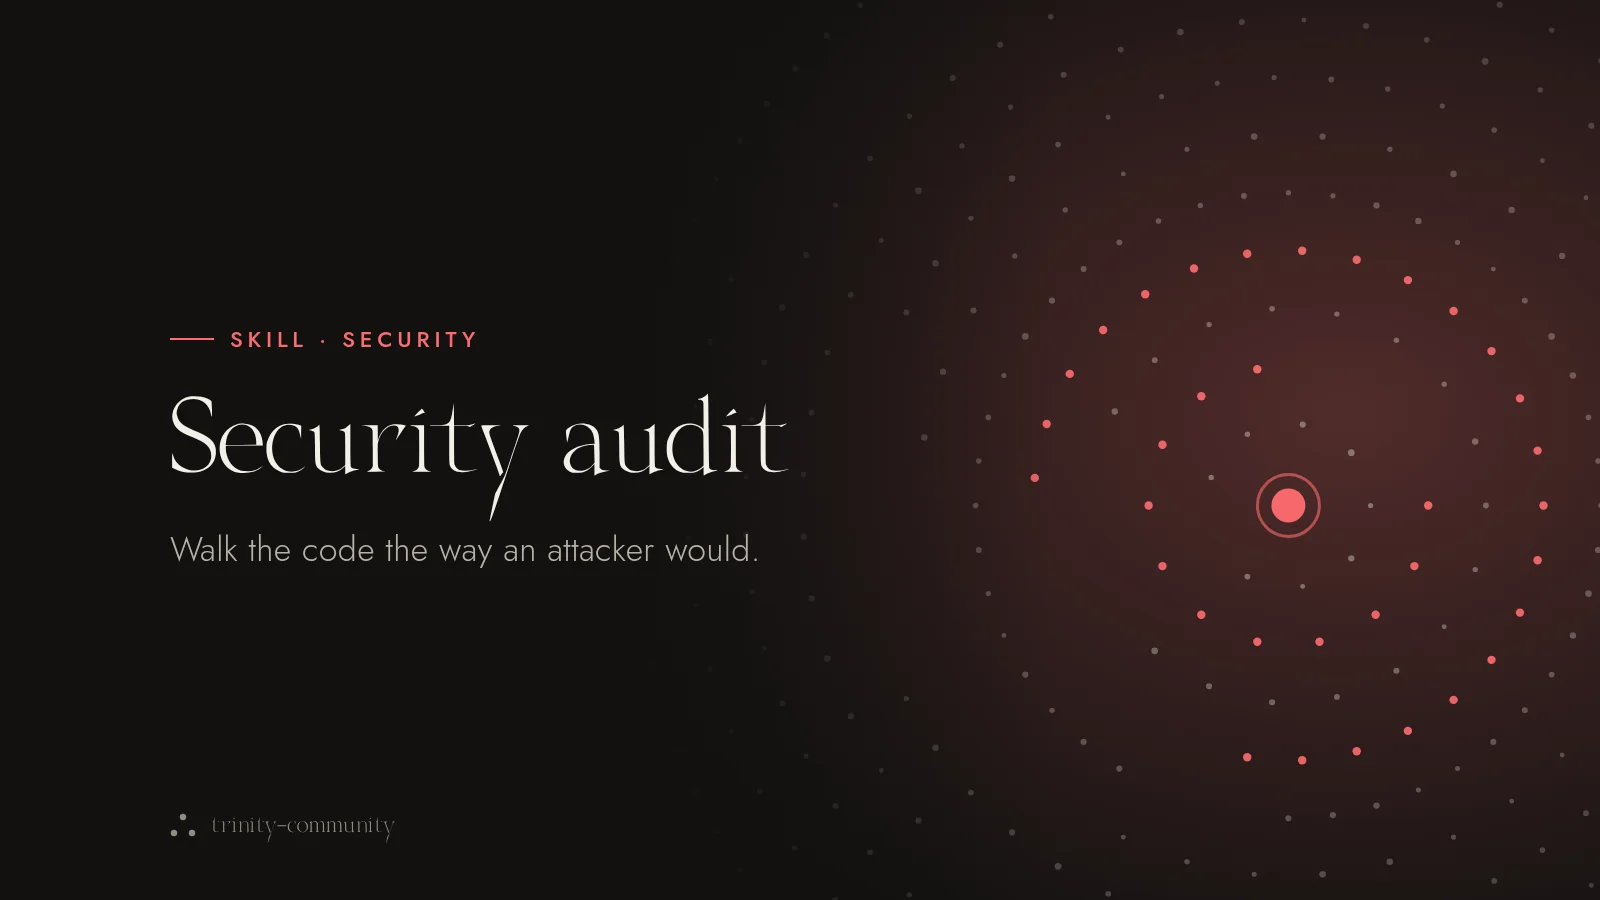 SKILL · SECURITY
Security audit
Walk the code the way an attacker would.
trinity-community